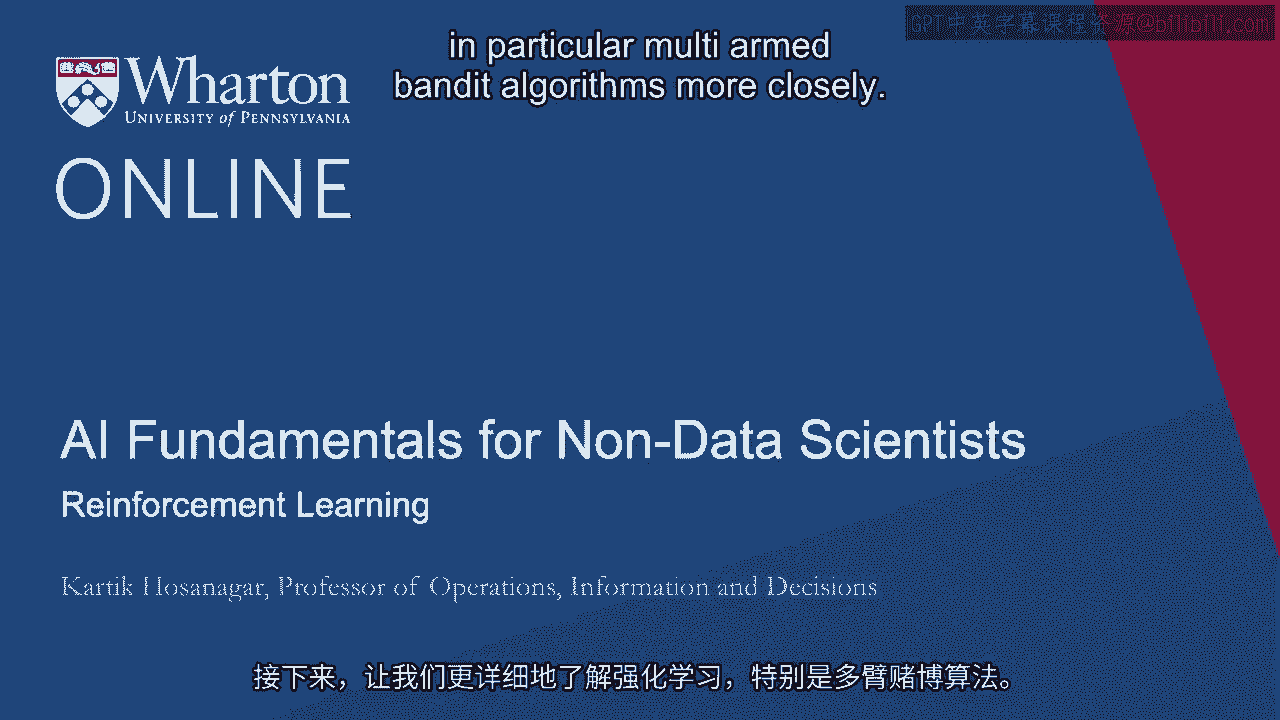 GPT中英字幕课程资源@bilibili.com
in particular multi armed
bandit algorithms more closely.
Wharton
UNIVERSITY of PENNSYLVANIA
ONLINE
AI Fundamentals for Non-Data Scientists
Reinforcement Learning
Kartik Hosanagar, Professor of Operations, Information and Decisions
接下来，让我们更详细地了解强化学习，特别是多臂赌博算法。